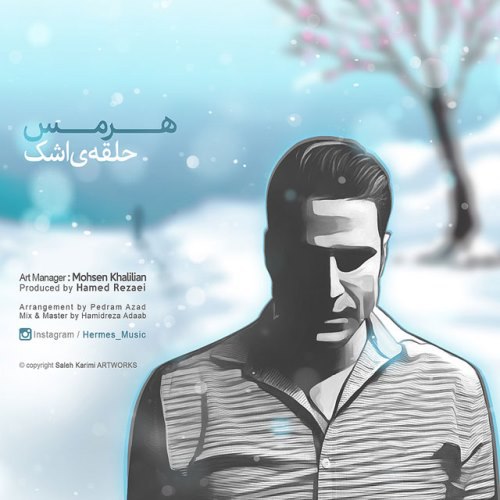 هرمس
حلقه‌ی اشک
Art Manager : Mohsen Khalilian
Produced by Hamed Rezaei
Arrangement by Pedram Azad
Mix & Master by Hamidreza Adaab
Instagram / Hermes_Music
© copyright Saleh Karimi ARTWORKS